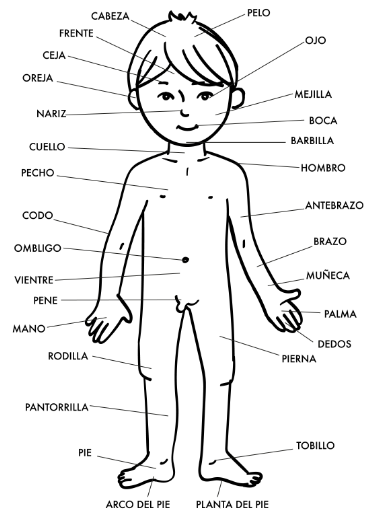 CABEZA
PELO
FRENTE
OJO
CEJA
OREJA
MEJILLA
NARIZ
BOCA
BARBILLA
CUELLO
HOMBRO
PECHO
ANTEBRAZO
CODO
BRAZO
OMBLIGO
MUÑECA
VIENTRE
PENE
PALMA
MANO
DEDOS
RODILLA
PIERNA
PANTORRILLA
TOBILLO
PIE
ARCO DEL PIE
PLANTA DEL PIE